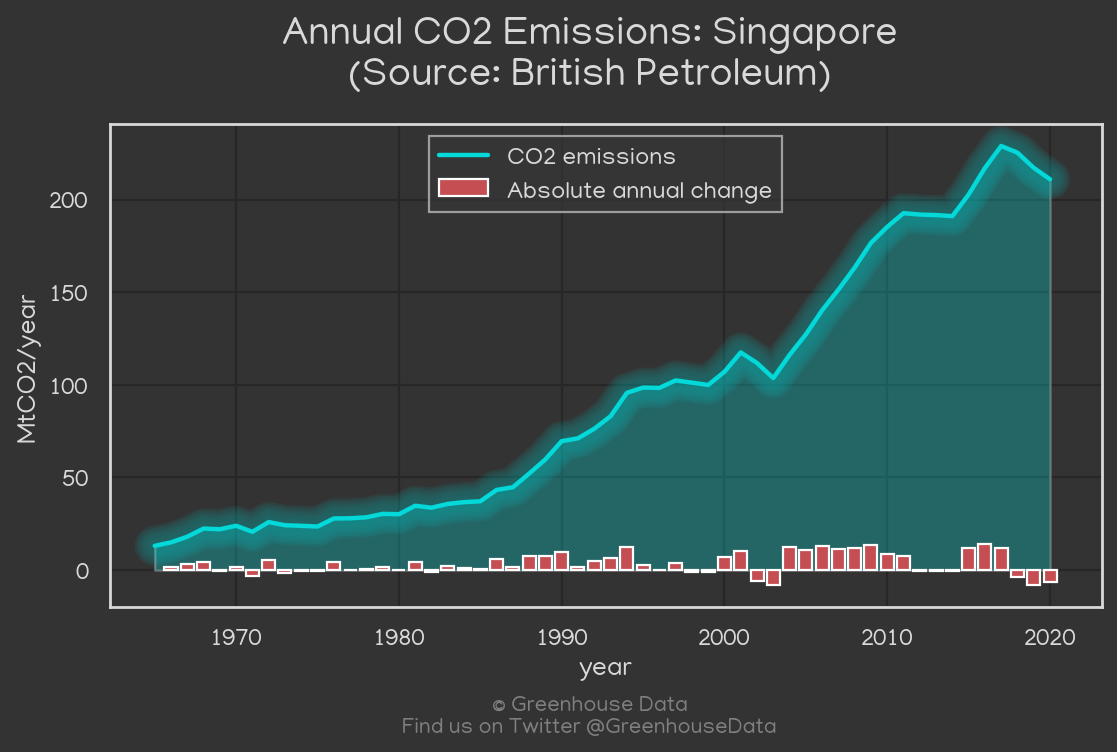 Annual CO2 Emissions: Singapore
(Source: British Petroleum)
CO2 emissions
Absolute annual change
MtCO2/year
200
150
100
50
0
1970 1980 1990 2000 2010 2020
year
© Greenhouse Data
Find us on Twitter @GreenhouseData